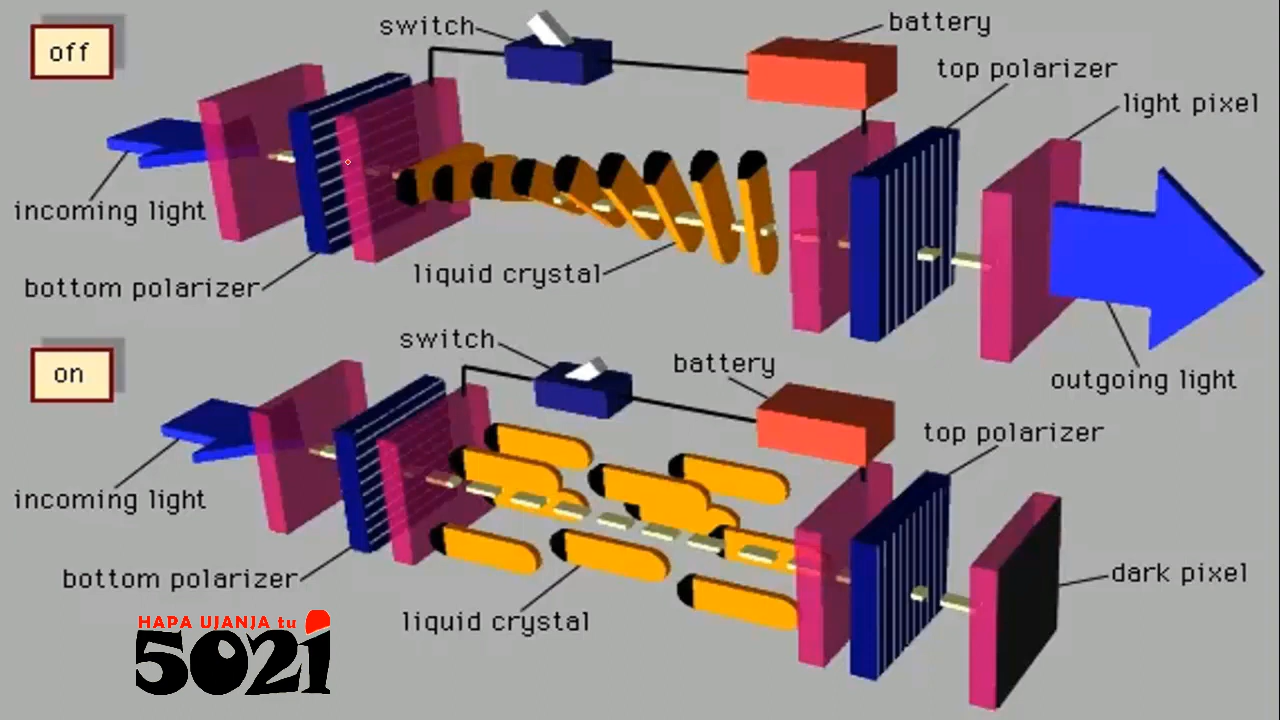 off
switch
battery
top polarizer
light pixel
incoming light
bottom polarizer
liquid crystal
outgoing light
on
switch
battery
top polarizer
incoming light
bottom polarizer
liquid crystal
dark pixel
HAPA UJANJA tu
5021